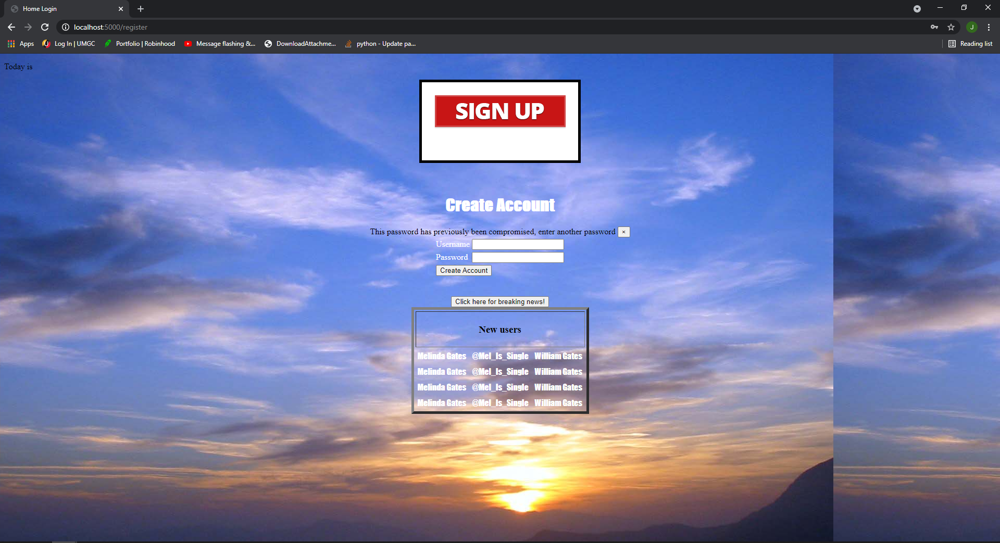 Home Login
localhost:5000/register
J
Apps Log In | UMGC Portfolio | Robinhood Message flashing &... DownloadAttachme... python - Update pa... Reading list
Today is
SIGN UP
Create Account
This password has previously been compromised, enter another password ×
Username
Password
Create Account
Click here for breaking news!
New users
Melinda Gates @Mel_Is_Single William Gates
Melinda Gates @Mel_Is_Single William Gates
Melinda Gates @Mel_Is_Single William Gates
Melinda Gates @Mel_Is_Single William Gates